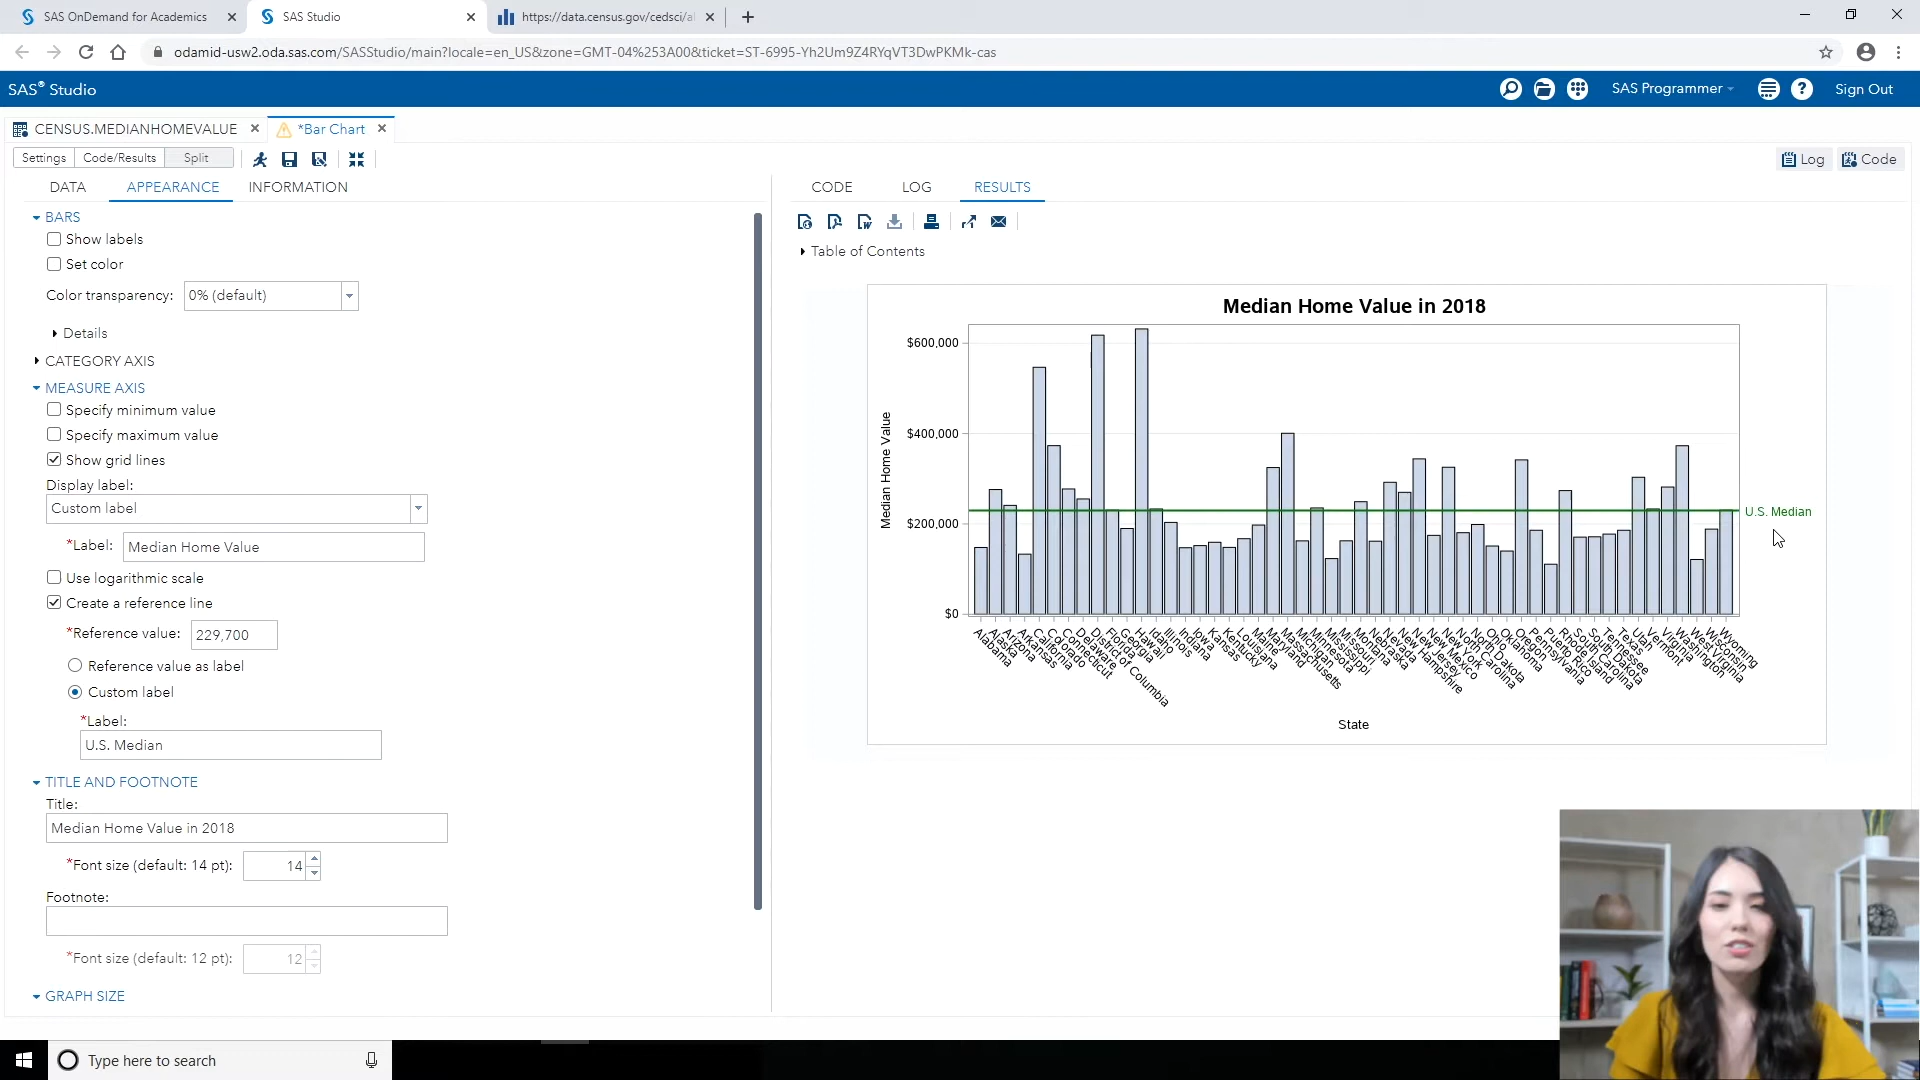 SAS OnDemand for Academics
SAS Studio
https://data.census.gov/cedsci/al
odamid-usw2.oda.sas.com/SASStudio/main?locale=en_US&zone=GMT-04%253A00&ticket=ST-6995-Yh2Um9Z4RYqVT3DwPKMk-cas
SAS® Studio
SAS Programmer
Sign Out
CENSUS.MEDIANHOMEVALUE
*Bar Chart
Settings
Code/Results
Split
Log
Code
DATA
APPEARANCE
INFORMATION
BARS
Show labels
Set color
Color transparency: 0% (default)
Details
CATEGORY AXIS
MEASURE AXIS
Specify minimum value
Specify maximum value
Show grid lines
Display label:
Custom label
*Label: Median Home Value
Use logarithmic scale
Create a reference line
*Reference value: 229,700
Reference value as label
Custom label
*Label:
U.S. Median
TITLE AND FOOTNOTE
Title:
Median Home Value in 2018
*Font size (default: 14 pt): 14
Footnote:
*Font size (default: 12 pt): 12
GRAPH SIZE
CODE
LOG
RESULTS
Table of Contents
Median Home Value in 2018
Median Home Value
$600,000
$400,000
$200,000
$0
U.S. Median
Alabama
Alaska
Arizona
Arkansas
California
Colorado
Connecticut
Delaware
District of Columbia
Florida
Georgia
Hawaii
Idaho
Illinois
Indiana
Iowa
Kansas
Kentucky
Louisiana
Maine
Maryland
Massachusetts
Michigan
Minnesota
Mississippi
Missouri
Montana
Nebraska
Nevada
New Hampshire
New Jersey
New Mexico
New York
North Carolina
North Dakota
Ohio
Oklahoma
Oregon
Pennsylvania
Puerto Rico
Rhode Island
South Carolina
South Dakota
Tennessee
Texas
Utah
Vermont
Virginia
Washington
West Virginia
Wisconsin
Wyoming
State
Type here to search